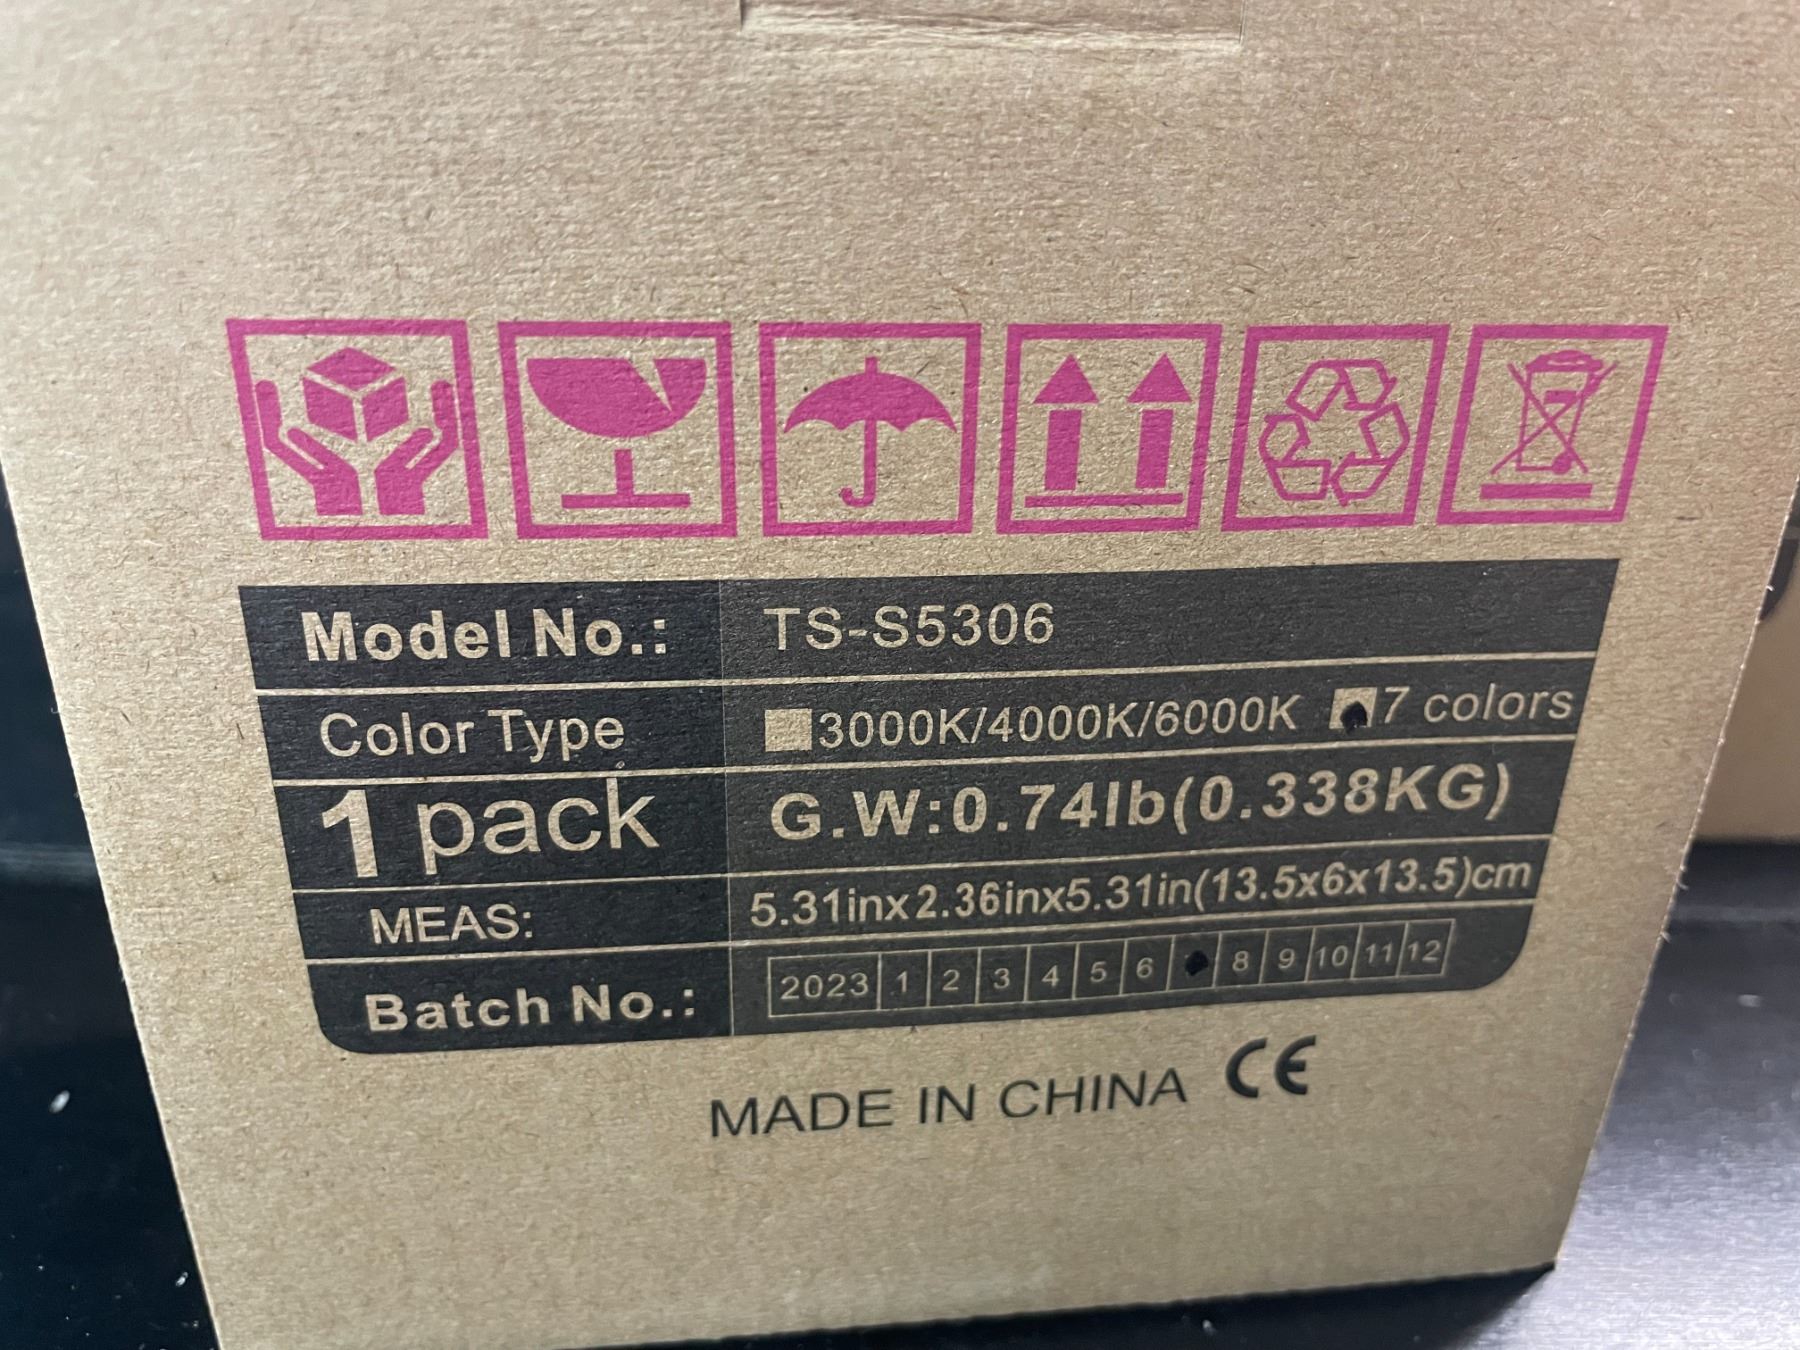 Model No.: TS-S5306
Color Type 3000K/4000K/6000K 7 colors
1 pack G.W:0.74lb(0.338KG)
MEAS: 5.31inx2.36inx5.31in(13.5x6x13.5)cm
Batch No.: 2023 1 2 3 4 5 6 8 9 10 11 12
MADE IN CHINA CE